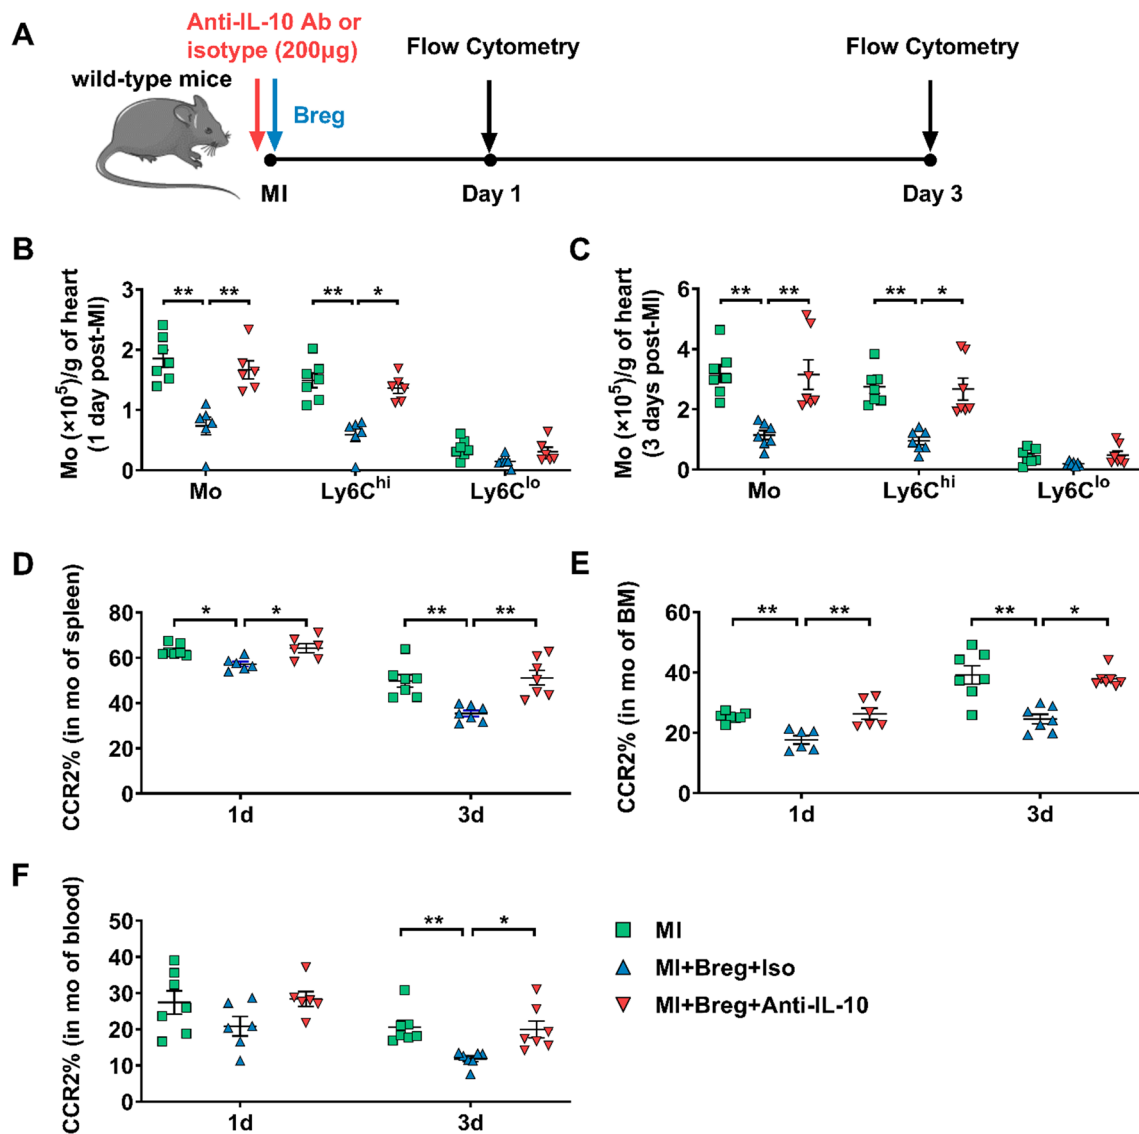 A
Anti-IL-10 Ab or
isotype (200μg)
wild-type mice
Breg
Flow Cytometry
Flow Cytometry
MI
Day 1
Day 3
B
Mo (×10⁵)/g of heart
(1 day post-MI)
3
2
1
0
** **
** *
Mo
Ly6Cʰⁱ
Ly6Cˡᵒ
C
Mo (×10⁵)/g of heart
(3 days post-MI)
6
4
2
0
** **
** *
Mo
Ly6Cʰⁱ
Ly6Cˡᵒ
D
CCR2% (in mo of spleen)
80
60
40
20
0
* *
** **
1d
3d
E
CCR2% (in mo of BM)
60
40
20
0
** **
** *
1d
3d
F
CCR2% (in mo of blood)
50
40
30
20
10
0
** *
1d
3d
MI
MI+Breg+Iso
MI+Breg+Anti-IL-10